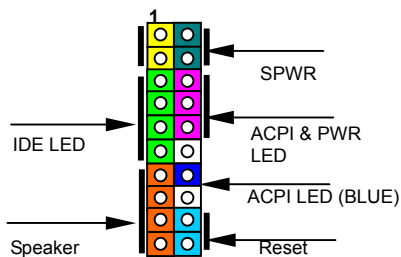 1
SPWR
IDE LED
ACPI & PWR
LED
ACPI LED (BLUE)
Speaker
Reset